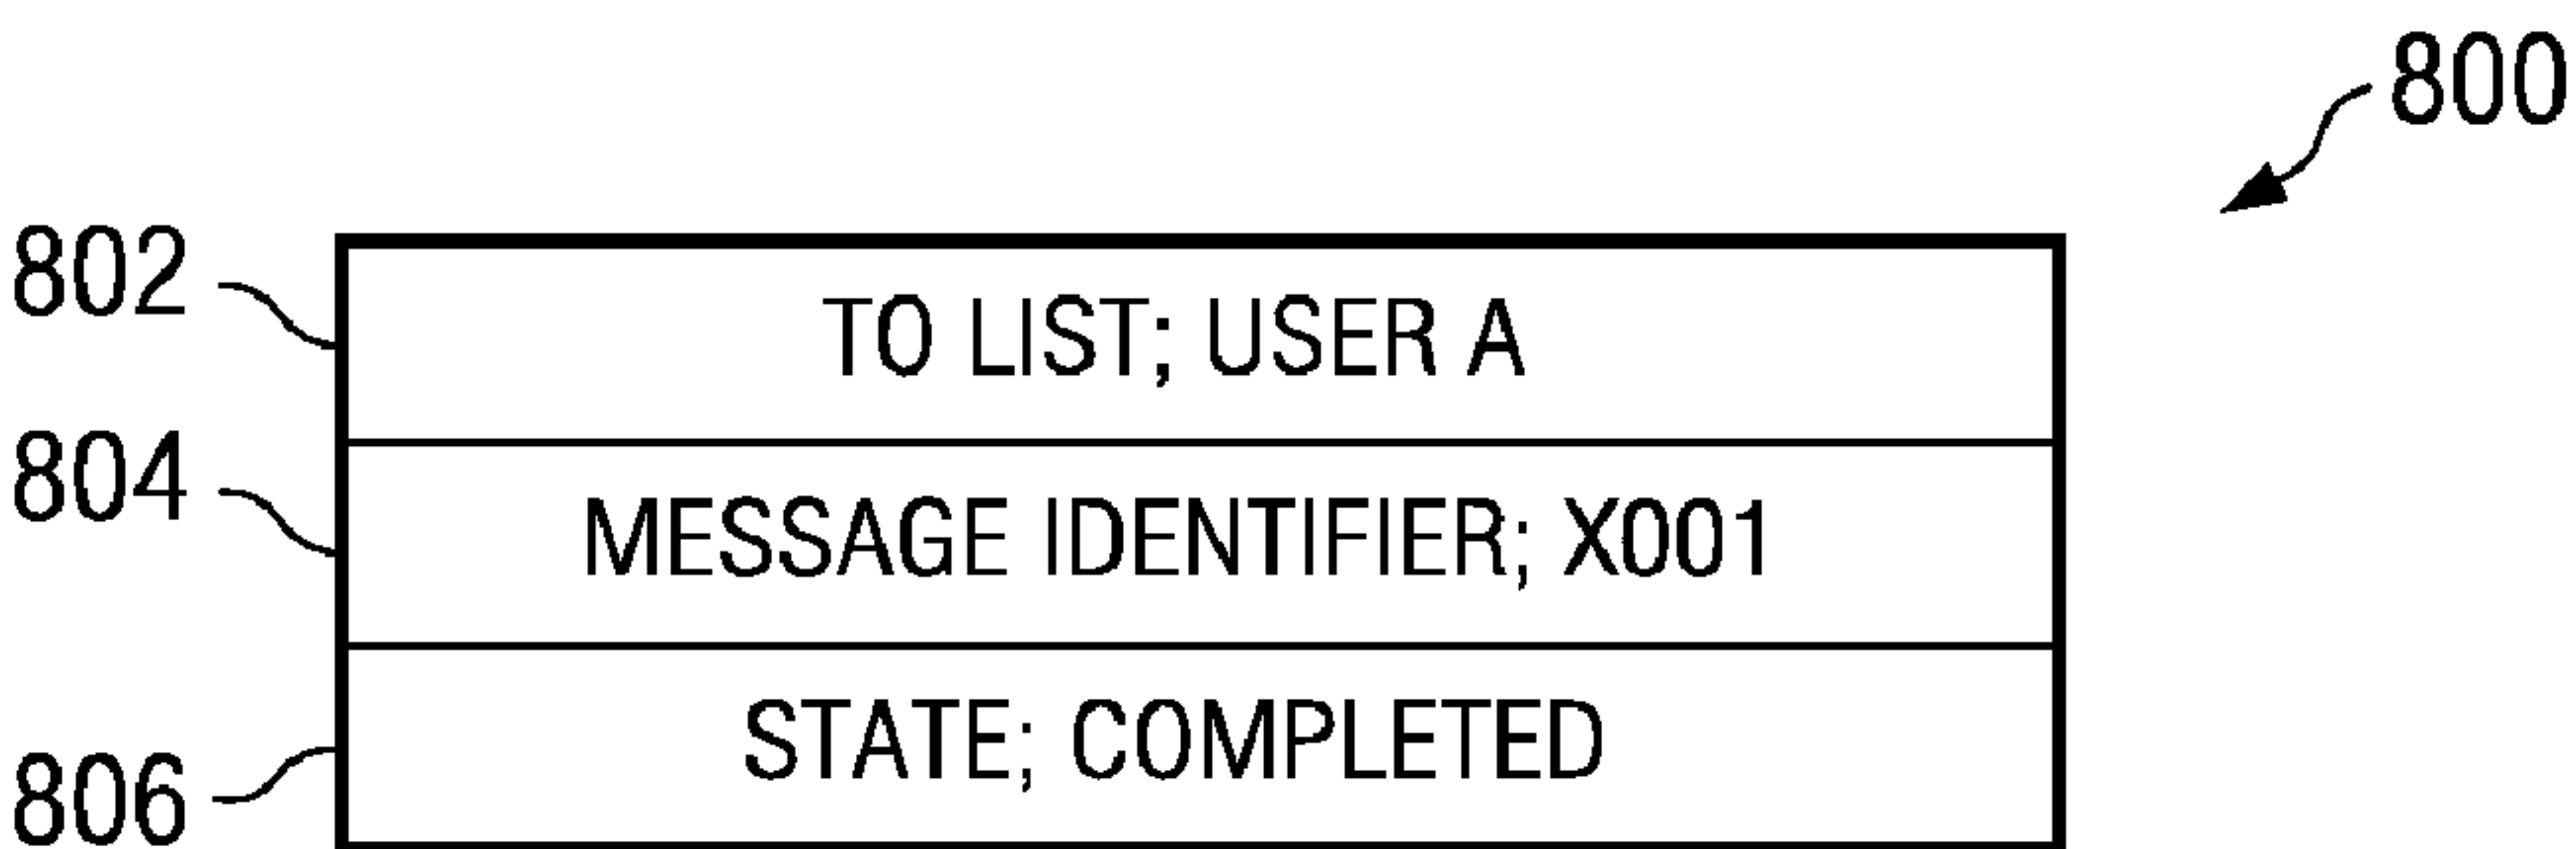 800
802
TO LIST; USER A
804
MESSAGE IDENTIFIER; X001
806
STATE; COMPLETED